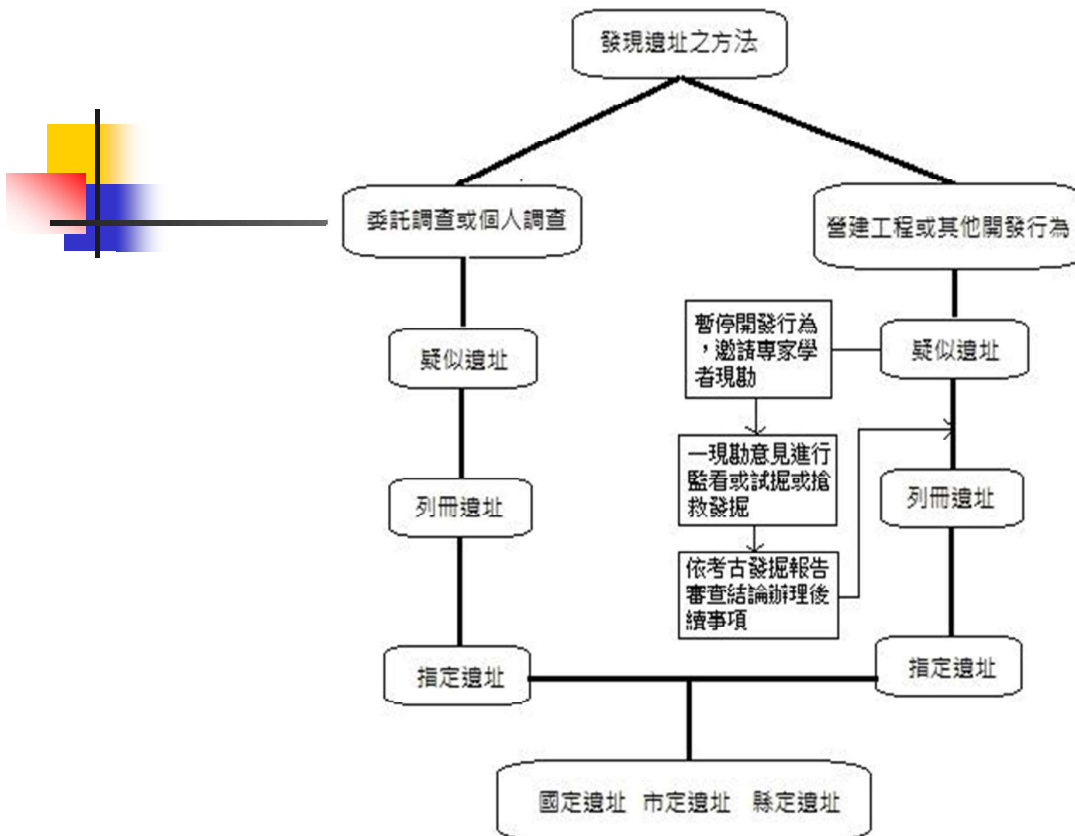 發現遺址之方法
委託調查或個人調查
營建工程或其他開發行為
疑似遺址
暫停開發行為
，邀請專家學
者現勘
疑似遺址
一現勘意見進行
監看或試掘或搶
救發掘
列冊遺址
列冊遺址
依考古發掘報告
審查結論辦理後
續事項
指定遺址
指定遺址
國定遺址 市定遺址 縣定遺址